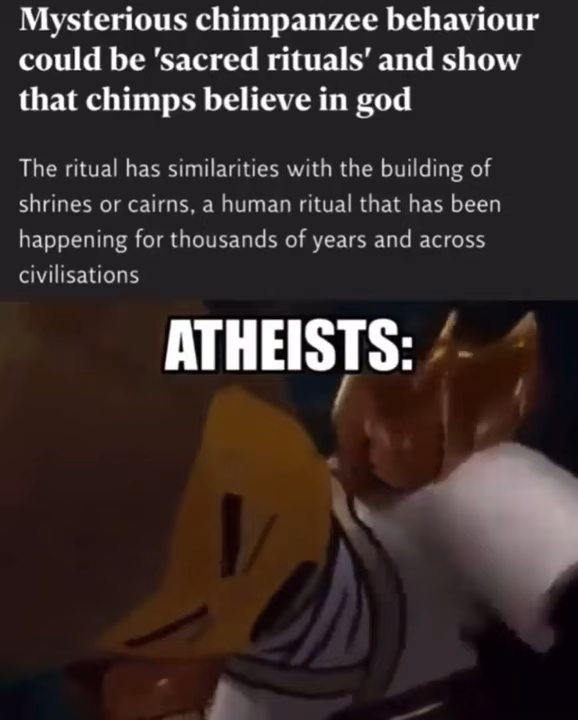 Mysterious chimpanzee behaviour
could be 'sacred rituals' and show
that chimps believe in god
The ritual has similarities with the building of
shrines or cairns, a human ritual that has been
happening for thousands of years and across
civilisations
ATHEISTS: